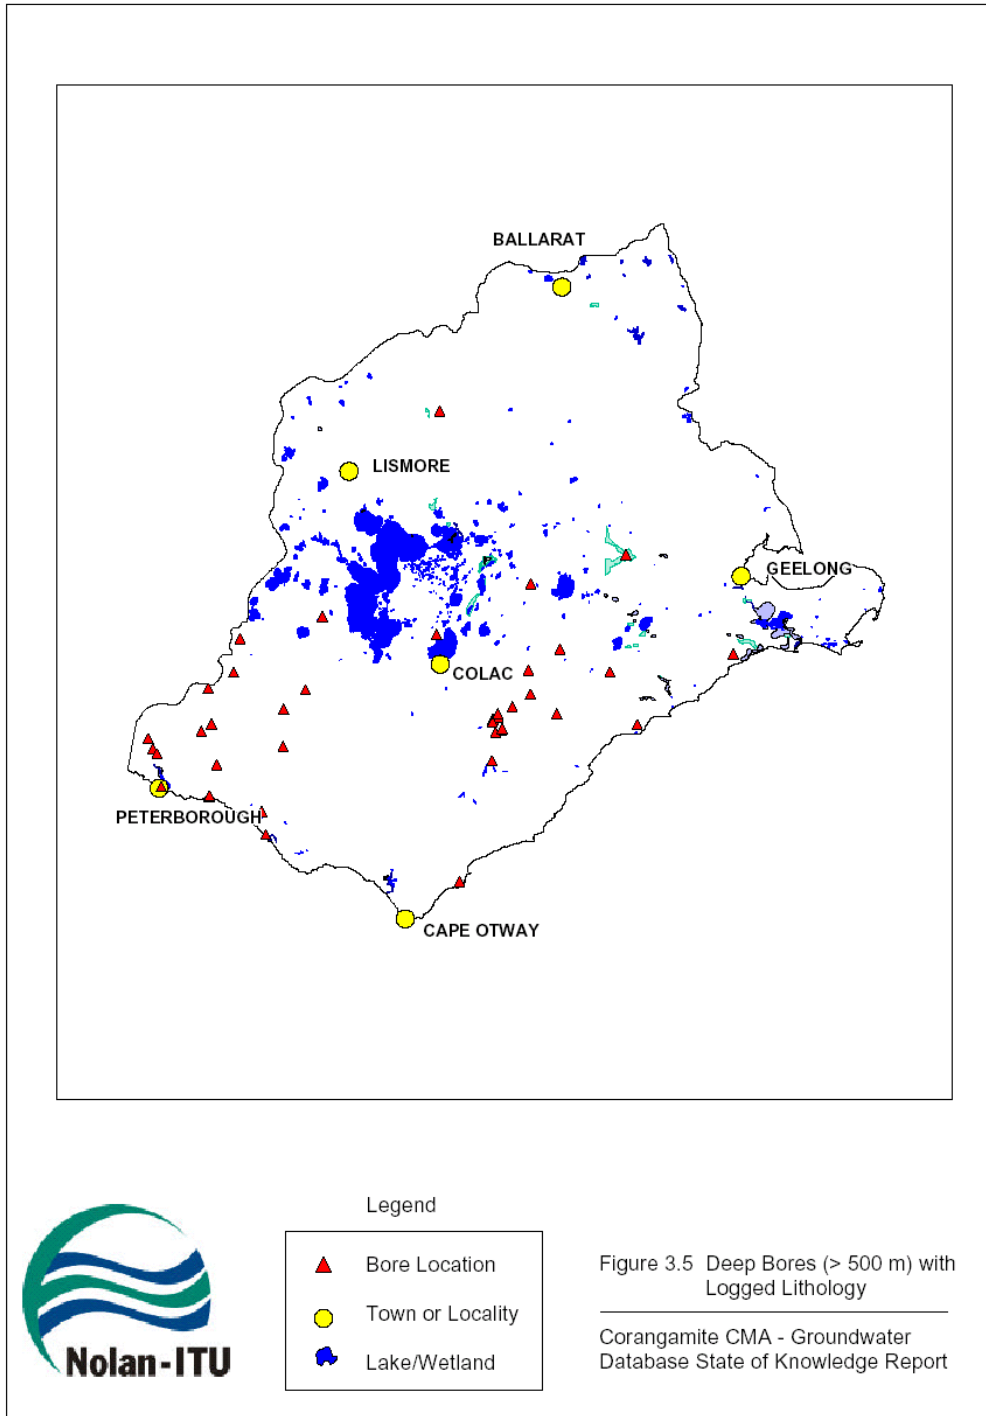 BALLARAT
LISMORE
GEELONG
COLAC
PETERBOROUGH
CAPE OTWAY
Legend
Bore Location
Town or Locality
Lake/Wetland
Nolan-ITU
Figure 3.5 Deep Bores (> 500 m) with
Logged Lithology
Corangamite CMA - Groundwater
Database State of Knowledge Report